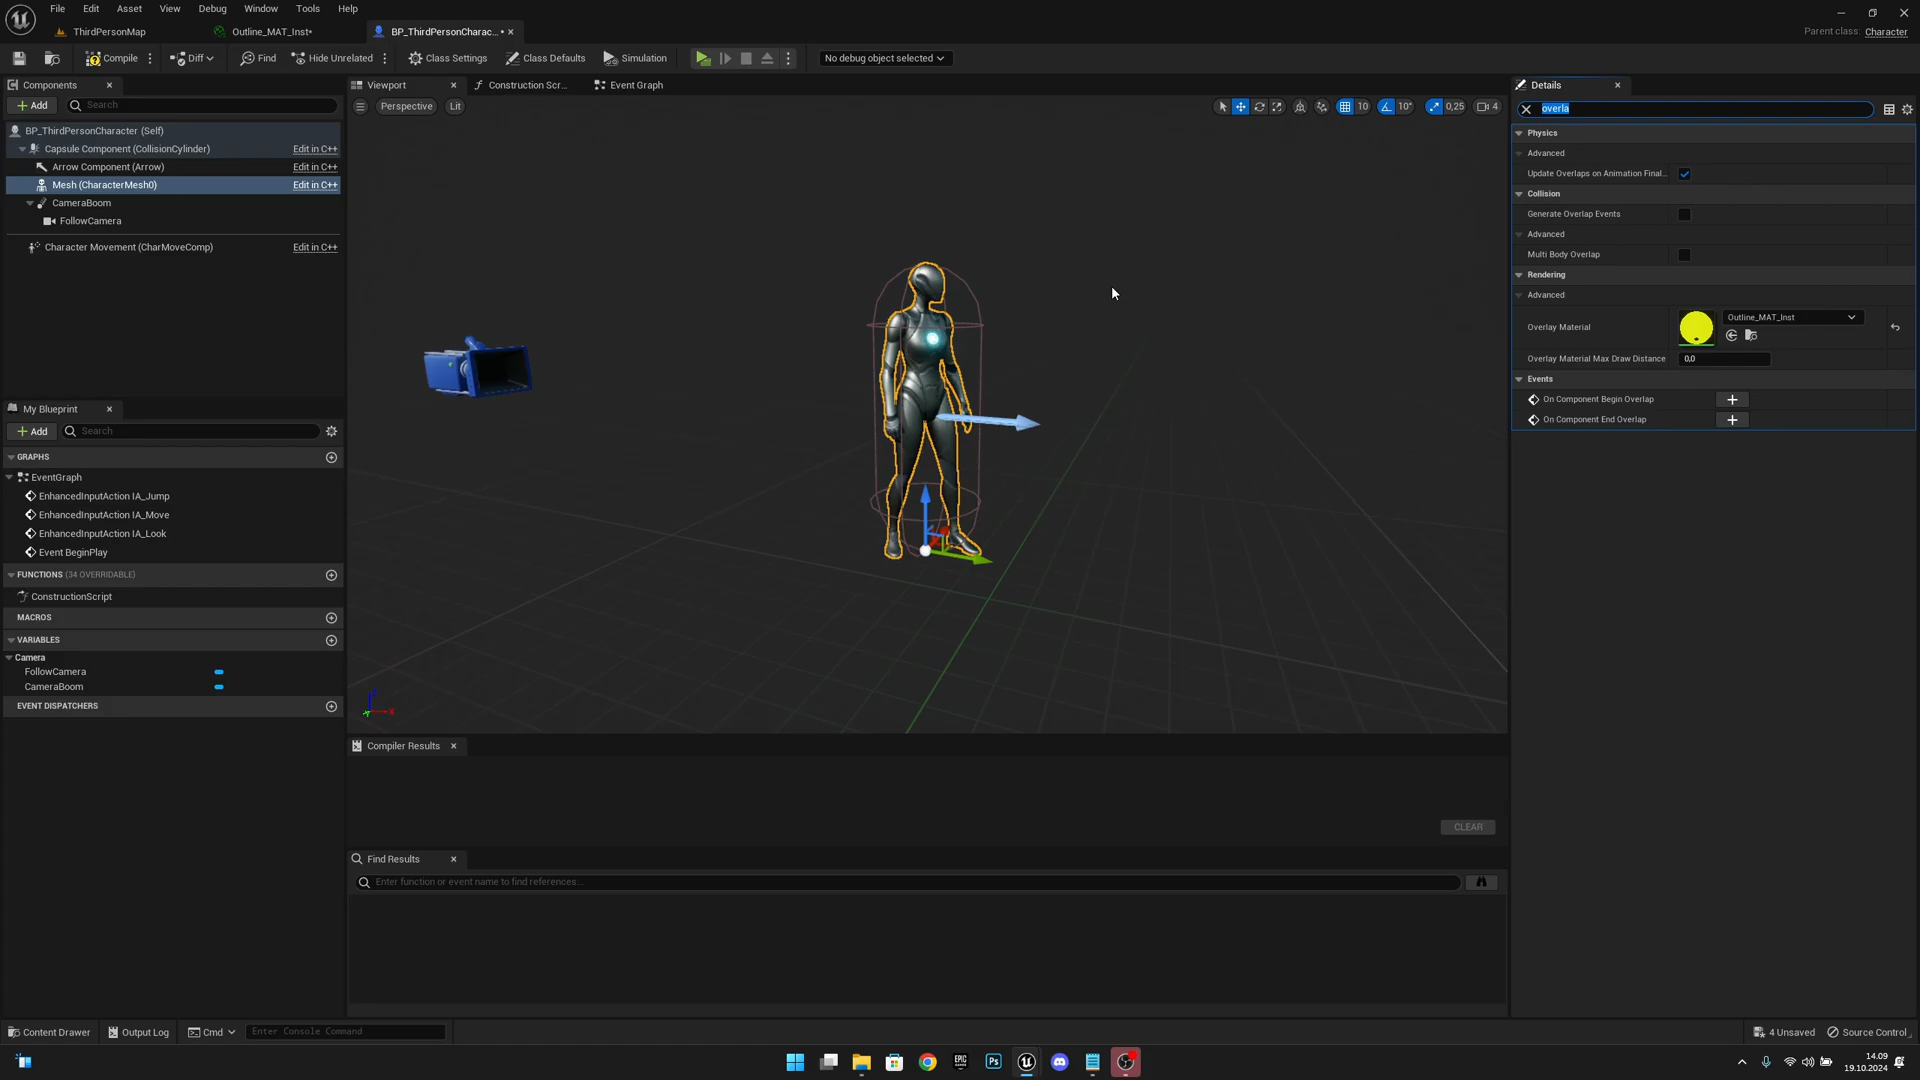 File Edit Asset View Debug Window Tools Help
ThirdPersonMap Outline_MAT_Inst* BP_ThirdPersonCharac... • Parent class: Character
Compile Diff Find Hide Unrelated Class Settings Class Defaults Simulation No debug object selected
Components
Add Search
BP_ThirdPersonCharacter (Self)
Capsule Component (CollisionCylinder) Edit in C++
Arrow Component (Arrow) Edit in C++
Mesh (CharacterMesh0) Edit in C++
CameraBoom
FollowCamera
Character Movement (CharMoveComp) Edit in C++
My Blueprint
Add Search
GRAPHS
EventGraph
EnhancedInputAction IA_Jump
EnhancedInputAction IA_Move
EnhancedInputAction IA_Look
Event BeginPlay
FUNCTIONS (34 OVERRIDABLE)
ConstructionScript
MACROS
VARIABLES
Camera
FollowCamera
CameraBoom
EVENT DISPATCHERS
Viewport Construction Scr... Event Graph
Perspective Lit 10 10° 0,25 4
Compiler Results
CLEAR
Find Results
Enter function or event name to find references...
Details
overla
Physics
Advanced
Update Overlaps on Animation Final...
Collision
Generate Overlap Events
Advanced
Multi Body Overlap
Rendering
Advanced
Overlay Material Outline_MAT_Inst
Overlay Material Max Draw Distance 0,0
Events
On Component Begin Overlap
On Component End Overlap
Content Drawer Output Log Cmd Enter Console Command 4 Unsaved Source Control
EPIC GAMES Ps
14.09
19.10.2024